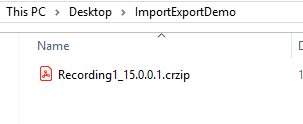 This PC > Desktop > ImportExportDemo
Name
Recording1_15.0.0.1.crzip